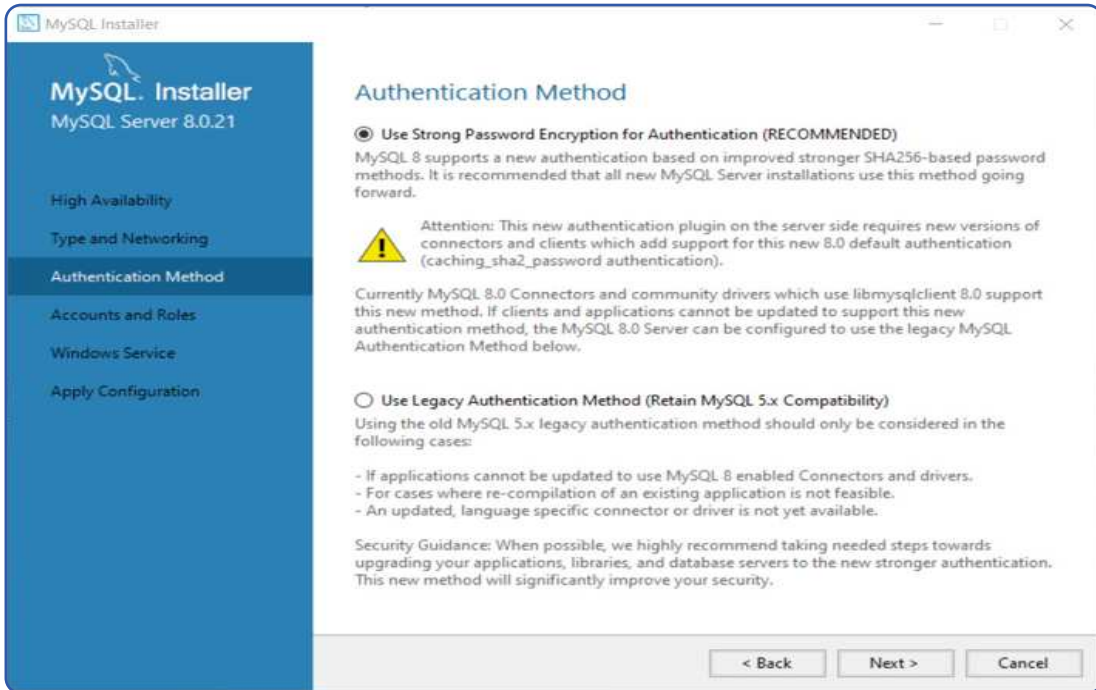 MySQL Installer
MySQL. Installer
MySQL Server 8.0.21
High Availability
Type and Networking
Authentication Method
Accounts and Roles
Windows Service
Apply Configuration
Authentication Method
Use Strong Password Encryption for Authentication (RECOMMENDED)
MySQL 8 supports a new authentication based on improved stronger SHA256-based password
methods. It is recommended that all new MySQL Server installations use this method going
forward.
Attention: This new authentication plugin on the server side requires new versions of
connectors and clients which add support for this new 8.0 default authentication
(caching_sha2_password authentication).
Currently MySQL 8.0 Connectors and community drivers which use libmysqlclient 8.0 support
this new method. If clients and applications cannot be updated to support this new
authentication method, the MySQL 8.0 Server can be configured to use the legacy MySQL
Authentication Method below.
Use Legacy Authentication Method (Retain MySQL 5.x Compatibility)
Using the old MySQL 5.x legacy authentication method should only be considered in the
following cases:
- If applications cannot be updated to use MySQL 8 enabled Connectors and drivers.
- For cases where re-compilation of an existing application is not feasible.
- An updated, language specific connector or driver is not yet available.
Security Guidance: When possible, we highly recommend taking needed steps towards
upgrading your applications, libraries, and database servers to the new stronger authentication.
This new method will significantly improve your security.
< Back
Next >
Cancel